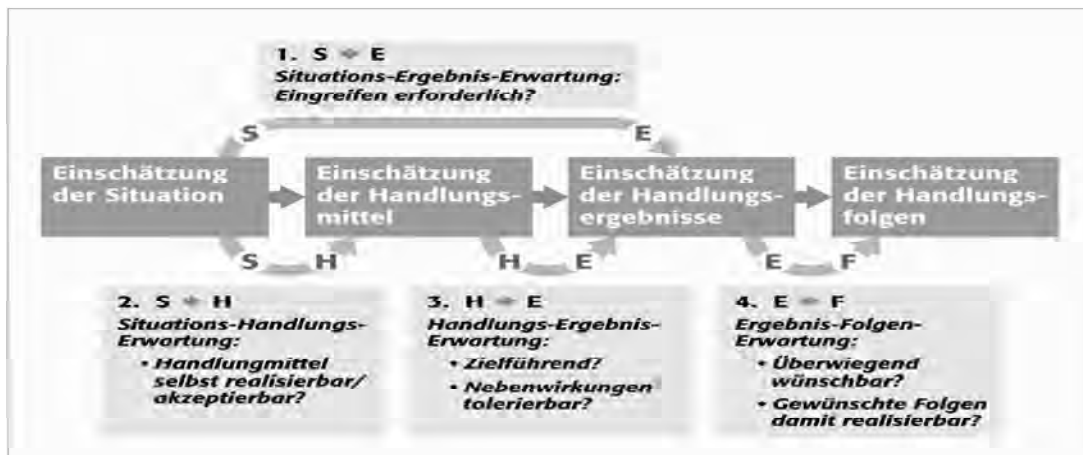 1. S → E
Situations-Ergebnis-Erwartung:
Eingreifen erforderlich?
S
E
Einschätzung
der Situation
Einschätzung
der Handlungs-
mittel
Einschätzung
der Handlungs-
ergebnisse
Einschätzung
der Handlungs-
folgen
S
H
H
E
E
F
2. S → H
Situations-Handlungs-
Erwartung:
• Handlungmittel
selbst realisierbar/
akzeptierbar?
3. H → E
Handlungs-Ergebnis-
Erwartung:
• Zielführend?
• Nebenwirkungen
tolerierbar?
4. E → F
Ergebnis-Folgen-
Erwartung:
• Überwiegend
wünschbar?
• Gewünschte Folgen
damit realisierbar?